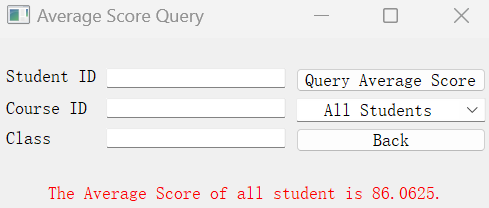 Average Score Query
Student ID
Query Average Score
Course ID
All Students
Class
Back
The Average Score of all student is 86.0625.